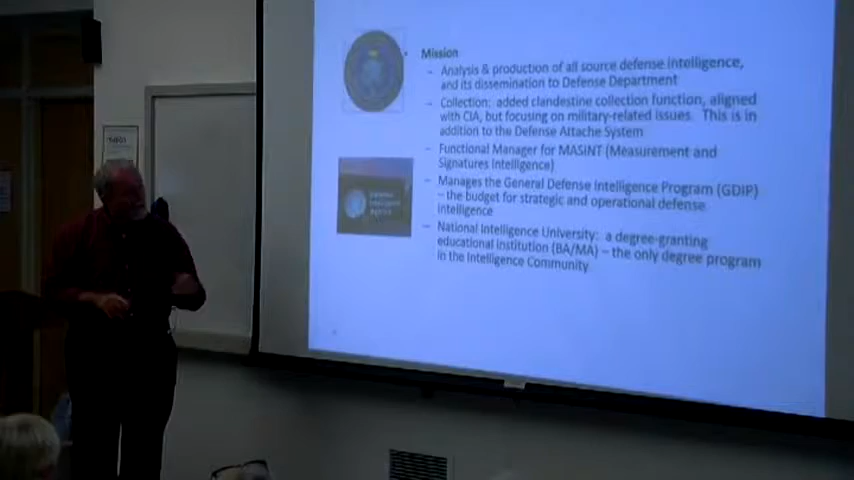 Mission
- Analysis & production of all source defense intelligence,
and its dissemination to Defense Department
- Collection: added clandestine collection function, aligned
with CIA, but focusing on military-related issues. This is in
addition to the Defense Attache System
- Functional Manager for MASINT (Measurement and
Signatures Intelligence)
- Manages the General Defense Intelligence Program (GDIP)
– the budget for strategic and operational defense
intelligence
- National Intelligence University: a degree-granting
educational institution (BA/MA) – the only degree program
in the Intelligence Community
Defense
Intelligence
Agency